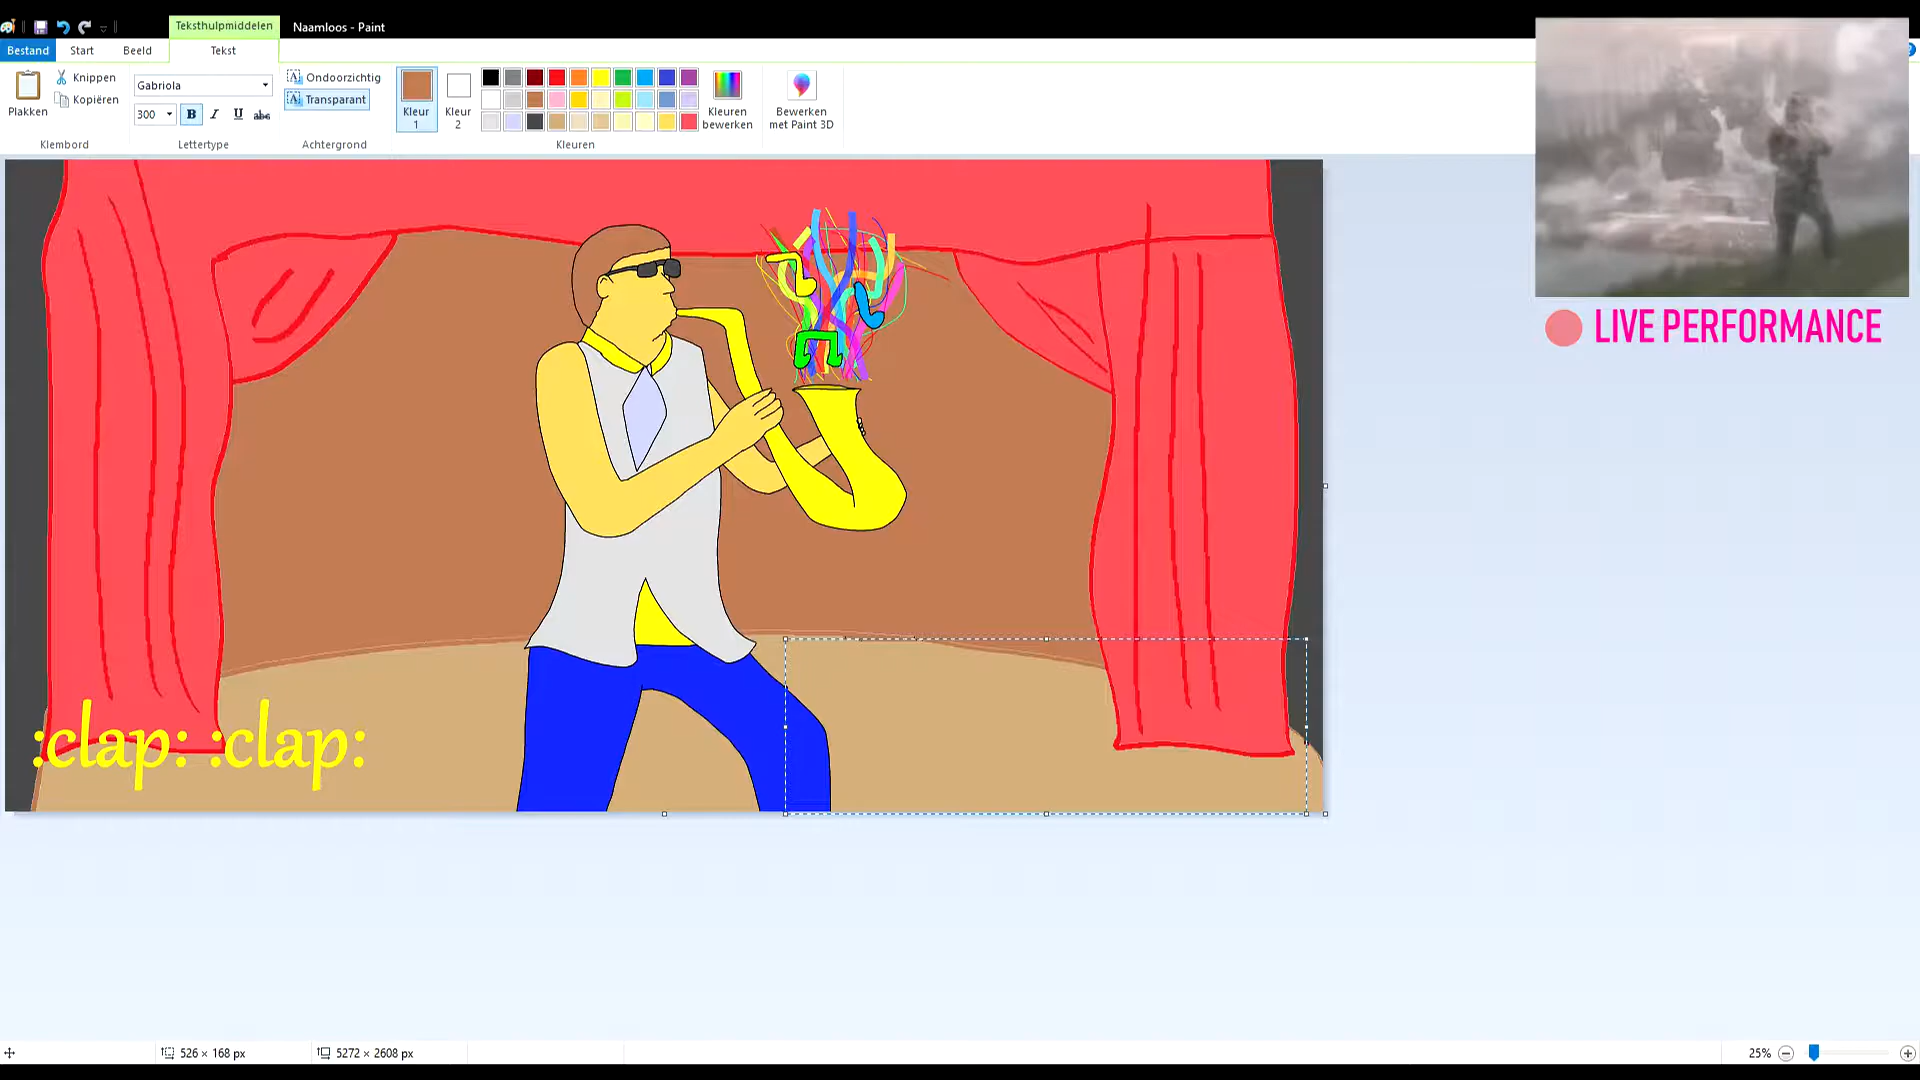 Teksthulpmiddelen
Naamloos - Paint
Bestand
Start
Beeld
Tekst
Plakken
Knippen
Kopiëren
Klembord
Gabriola
300
B
I
U
abc
Lettertype
Ondoorzichtig
Transparant
Achtergrond
Kleur
1
Kleur
2
Kleuren
Kleuren
bewerken
Bewerken
met Paint 3D
LIVE PERFORMANCE
:clap: :clap:
526 × 168 px
5272 × 2608 px
25%